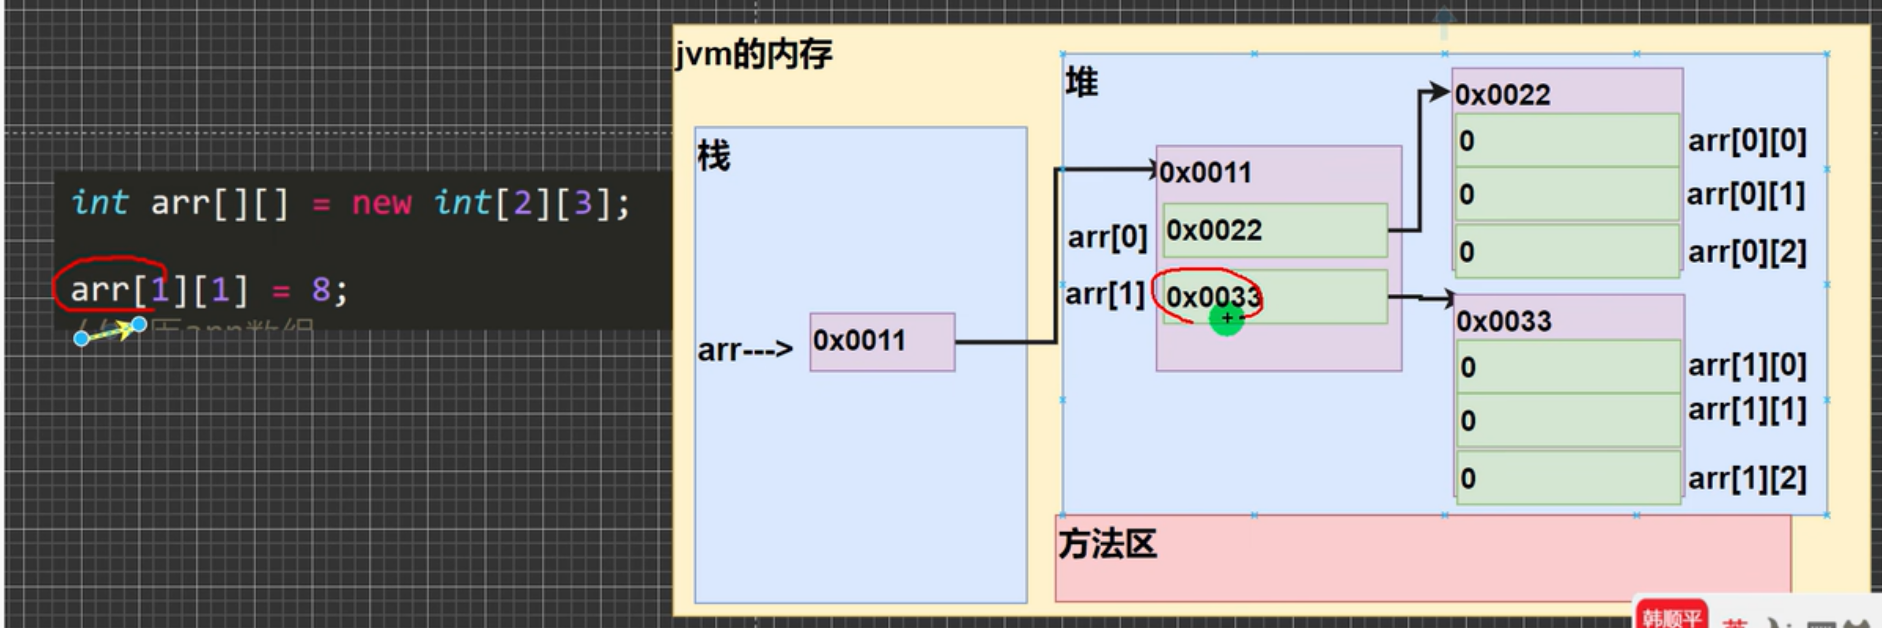 int arr[][] = new int[2][3];
arr[1][1] = 8;
jvm的内存
栈
arr---> 0x0011
堆
0x0011
arr[0] 0x0022
arr[1] 0x0033
0x0022
0 arr[0][0]
0 arr[0][1]
0 arr[0][2]
0x0033
0 arr[1][0]
0 arr[1][1]
0 arr[1][2]
方法区
韩顺平
英